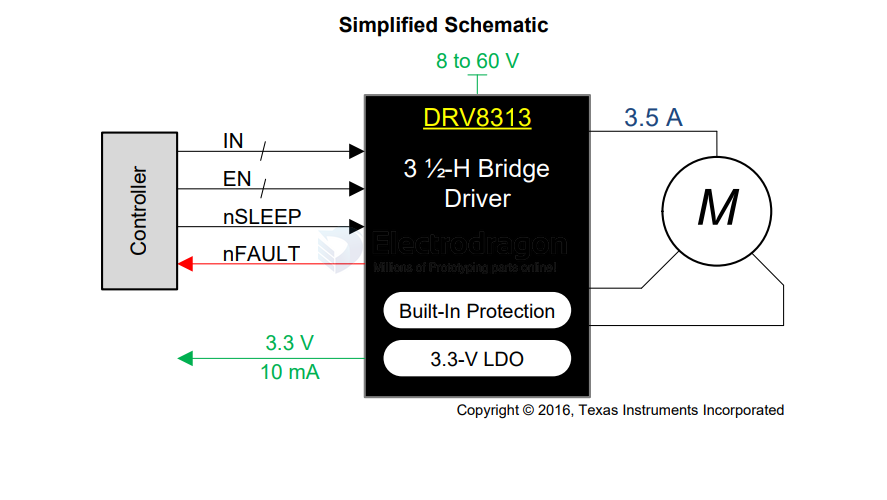 Simplified Schematic
8 to 60 V
DRV8313
3.5 A
3 ½-H Bridge
Driver
Controller
IN
EN
nSLEEP
nFAULT
M
Electrodragon
Millions of Prototyping parts online!
Built-In Protection
3.3 V
10 mA
3.3-V LDO
Copyright © 2016, Texas Instruments Incorporated